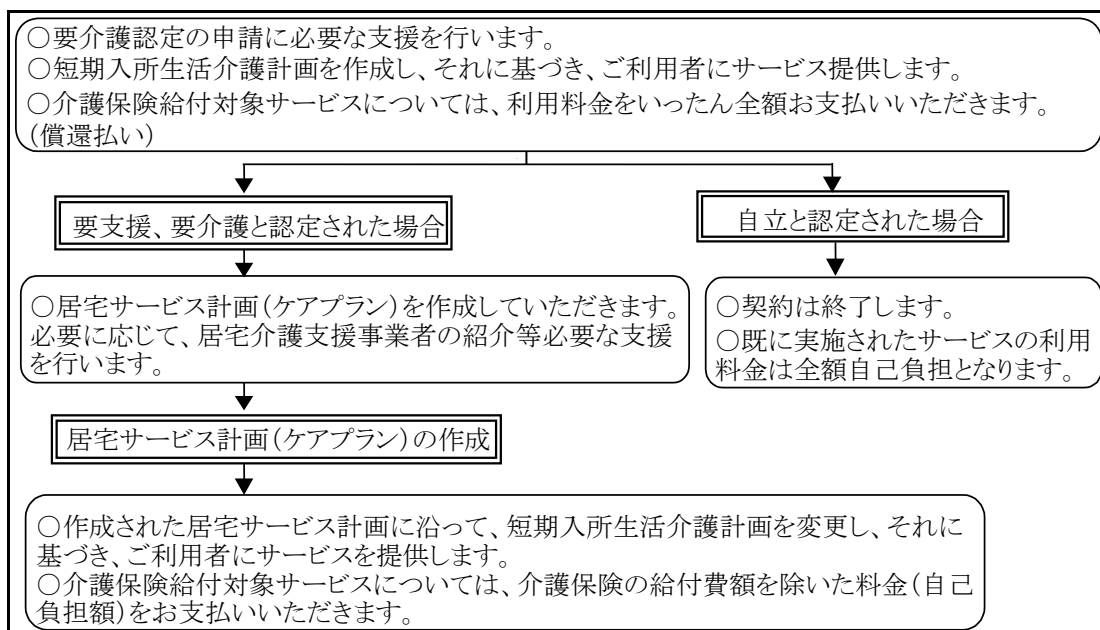 ○要介護認定の申請に必要な支援を行います。
○短期入所生活介護計画を作成し、それに基づき、ご利用者にサービス提供します。
○介護保険給付対象サービスについては、利用料金をいったん全額お支払いいただきます。
(償還払い)
要支援、要介護と認定された場合
自立と認定された場合
○居宅サービス計画(ケアプラン)を作成していただきます。
必要に応じて、居宅介護支援事業者の紹介等必要な支援
を行います。
○契約は終了します。
○既に実施されたサービスの利用
料金は全額自己負担となります。
居宅サービス計画(ケアプラン)の作成
○作成された居宅サービス計画に沿って、短期入所生活介護計画を変更し、それに
基づき、ご利用者にサービスを提供します。
○介護保険給付対象サービスについては、介護保険の給付費額を除いた料金(自己
負担額)をお支払いいただきます。